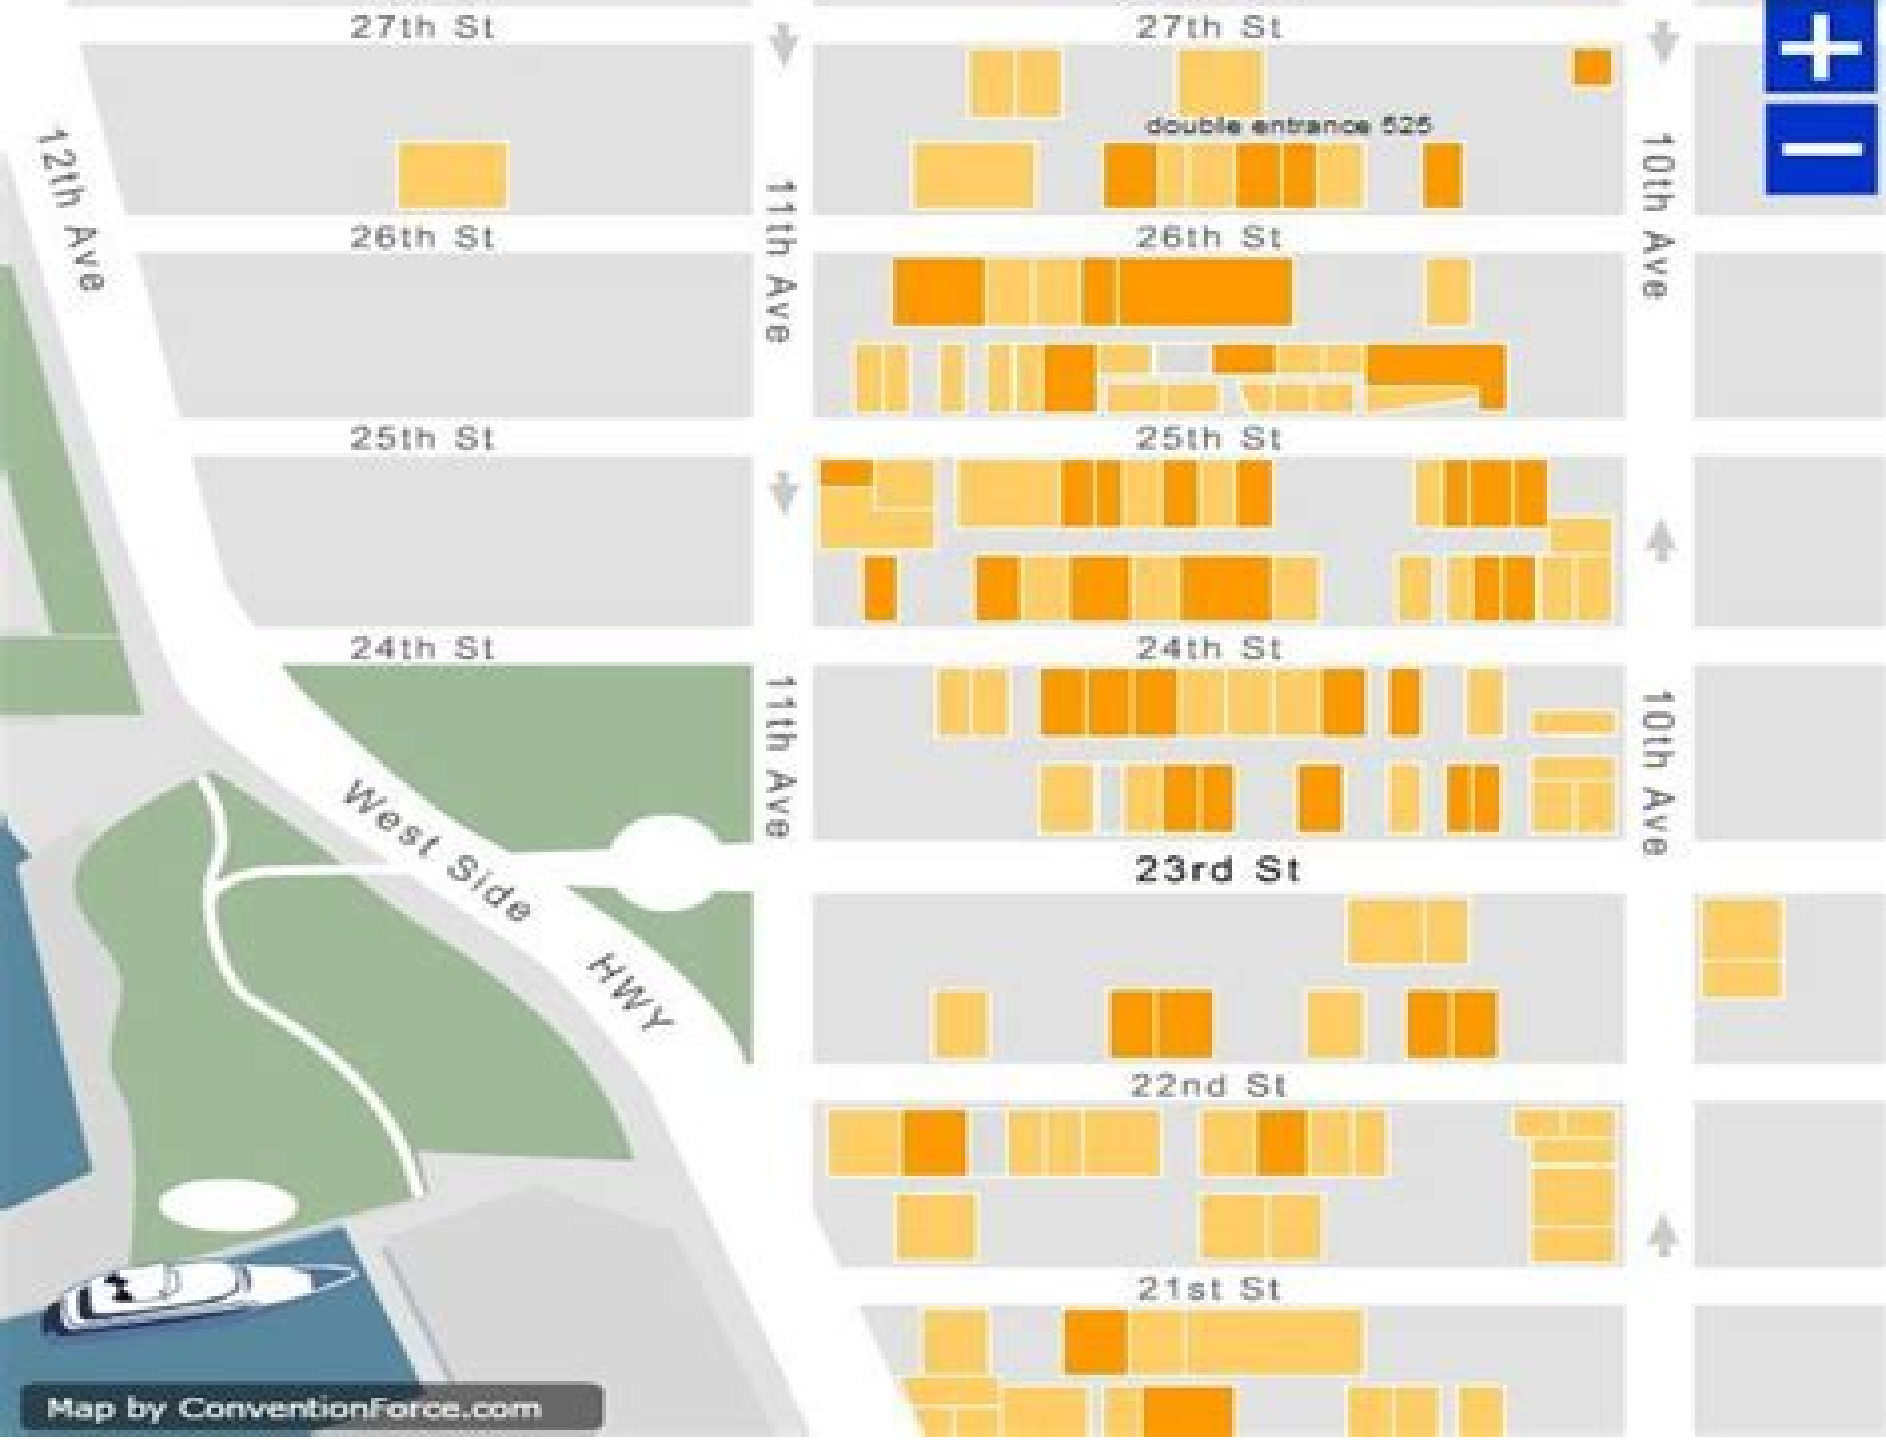 27th St
27th St
+
−
double entrance 525
12th Ave
11th Ave
10th Ave
26th St
26th St
25th St
25th St
24th St
24th St
11th Ave
10th Ave
West Side
HWY
23rd St
22nd St
21st St
Map by ConventionForce.com